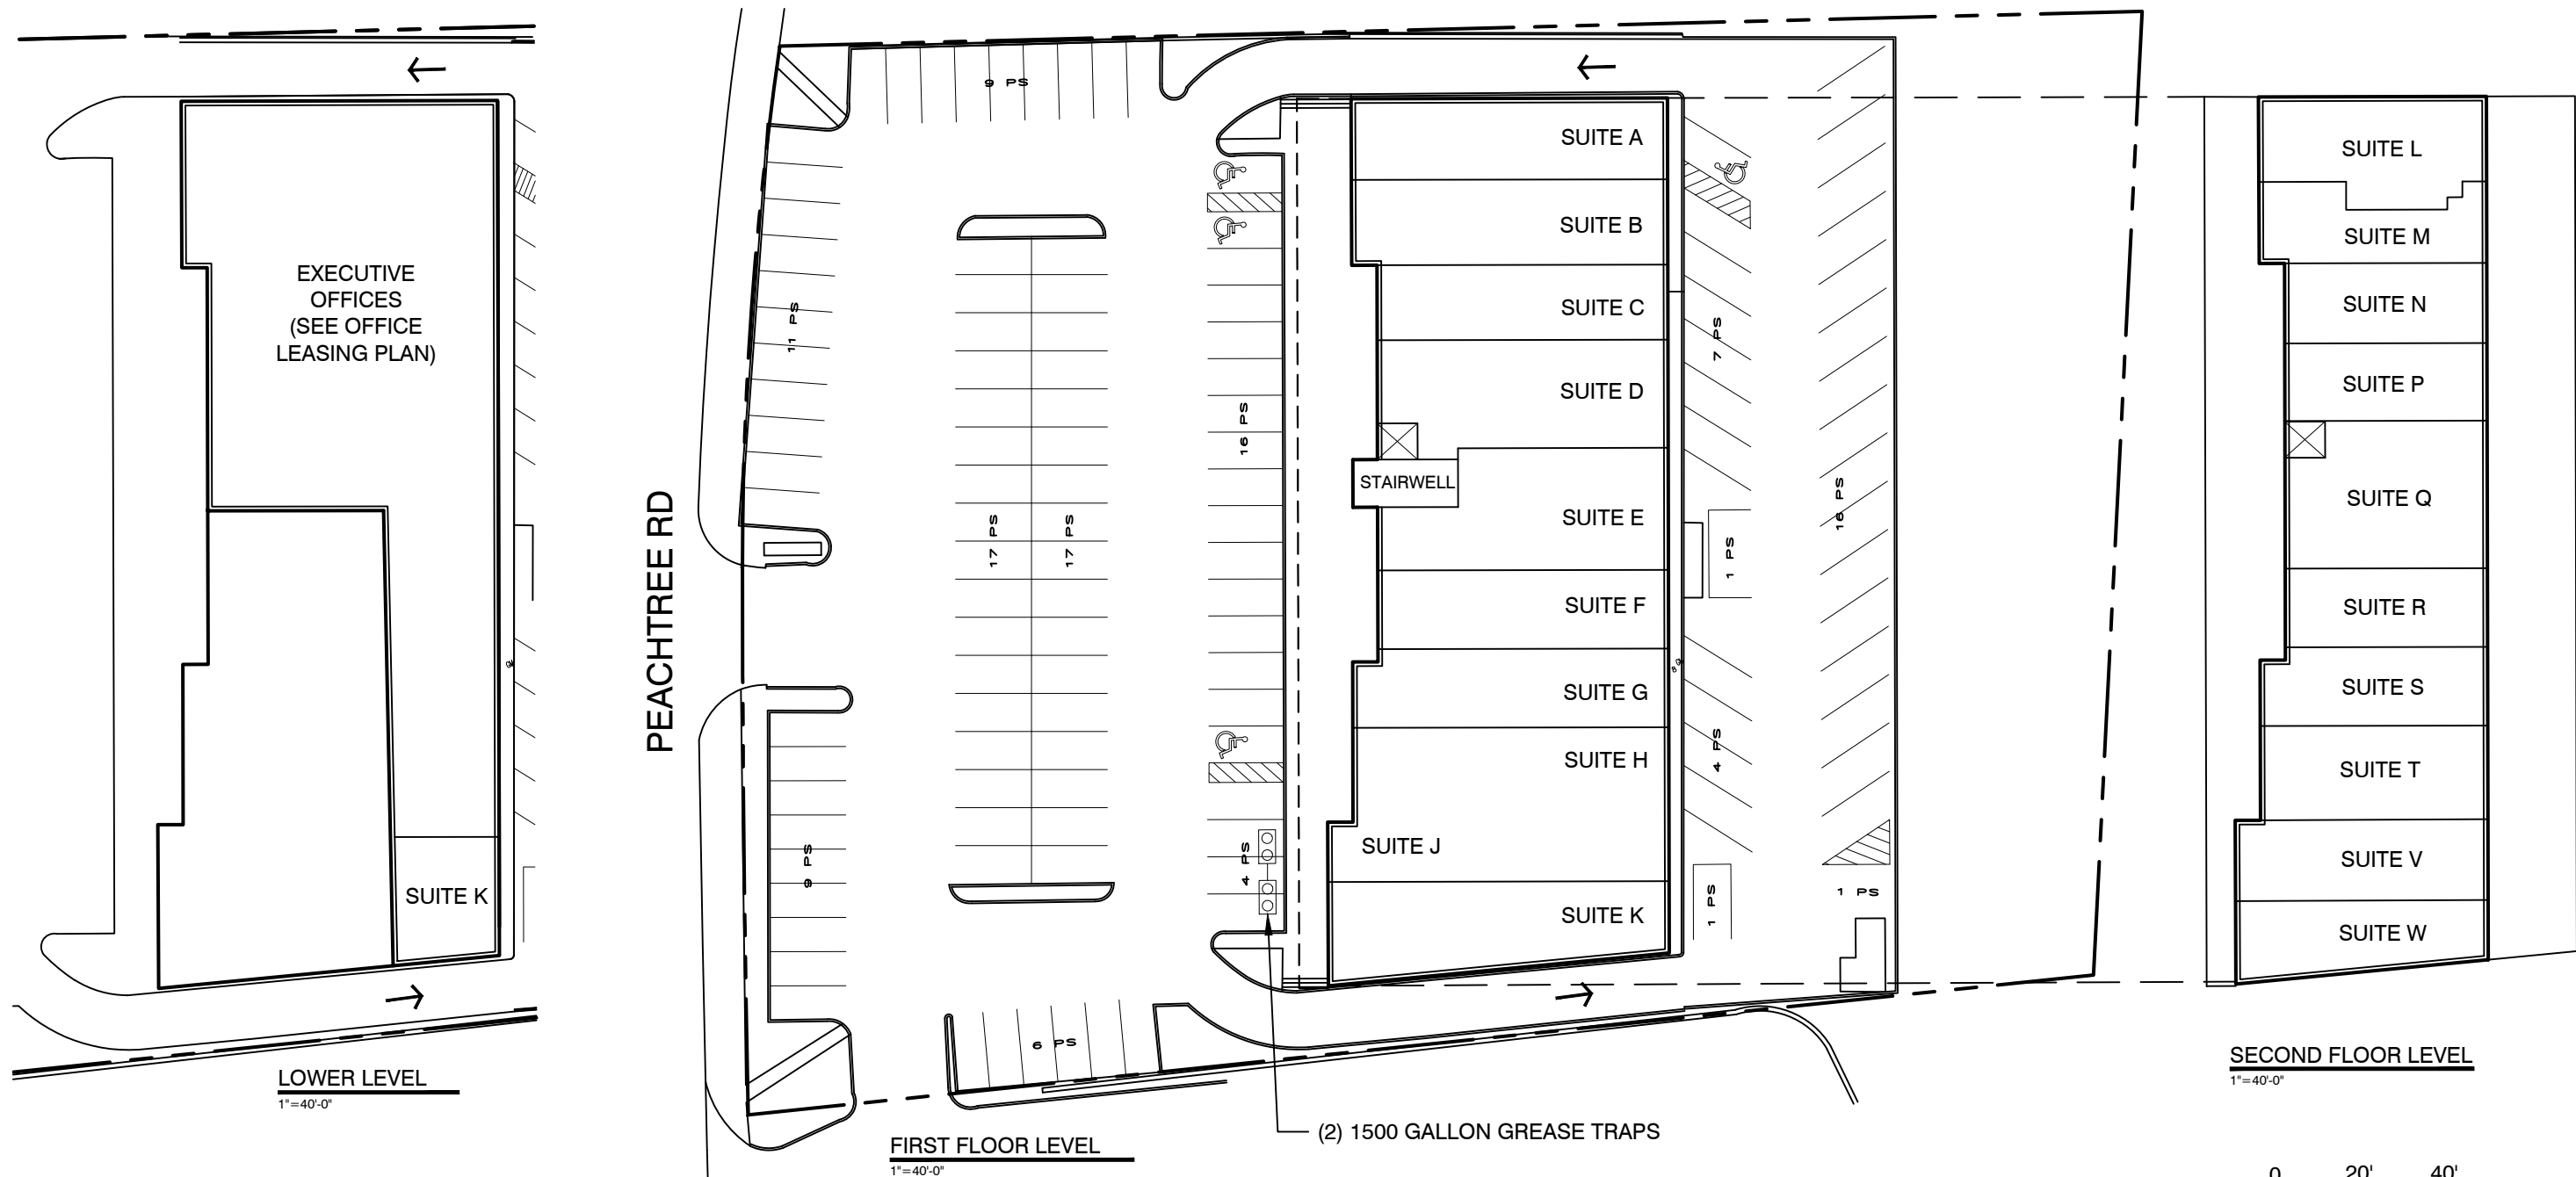 EXECUTIVE
OFFICES
(SEE OFFICE
LEASING PLAN)
SUITE K
LOWER LEVEL
1"=40'-0"
PEACHTREE RD
9 PS
11 PS
17 PS
17 PS
16 PS
9 PS
4 PS
6 PS
SUITE A
SUITE B
SUITE C
SUITE D
STAIRWELL
SUITE E
SUITE F
SUITE G
SUITE H
SUITE J
SUITE K
7 PS
1 PS
16 PS
4 PS
1 PS
1 PS
(2) 1500 GALLON GREASE TRAPS
FIRST FLOOR LEVEL
1"=40'-0"
SUITE L
SUITE M
SUITE N
SUITE P
SUITE Q
SUITE R
SUITE S
SUITE T
SUITE V
SUITE W
SECOND FLOOR LEVEL
1"=40'-0"
0 20' 40'